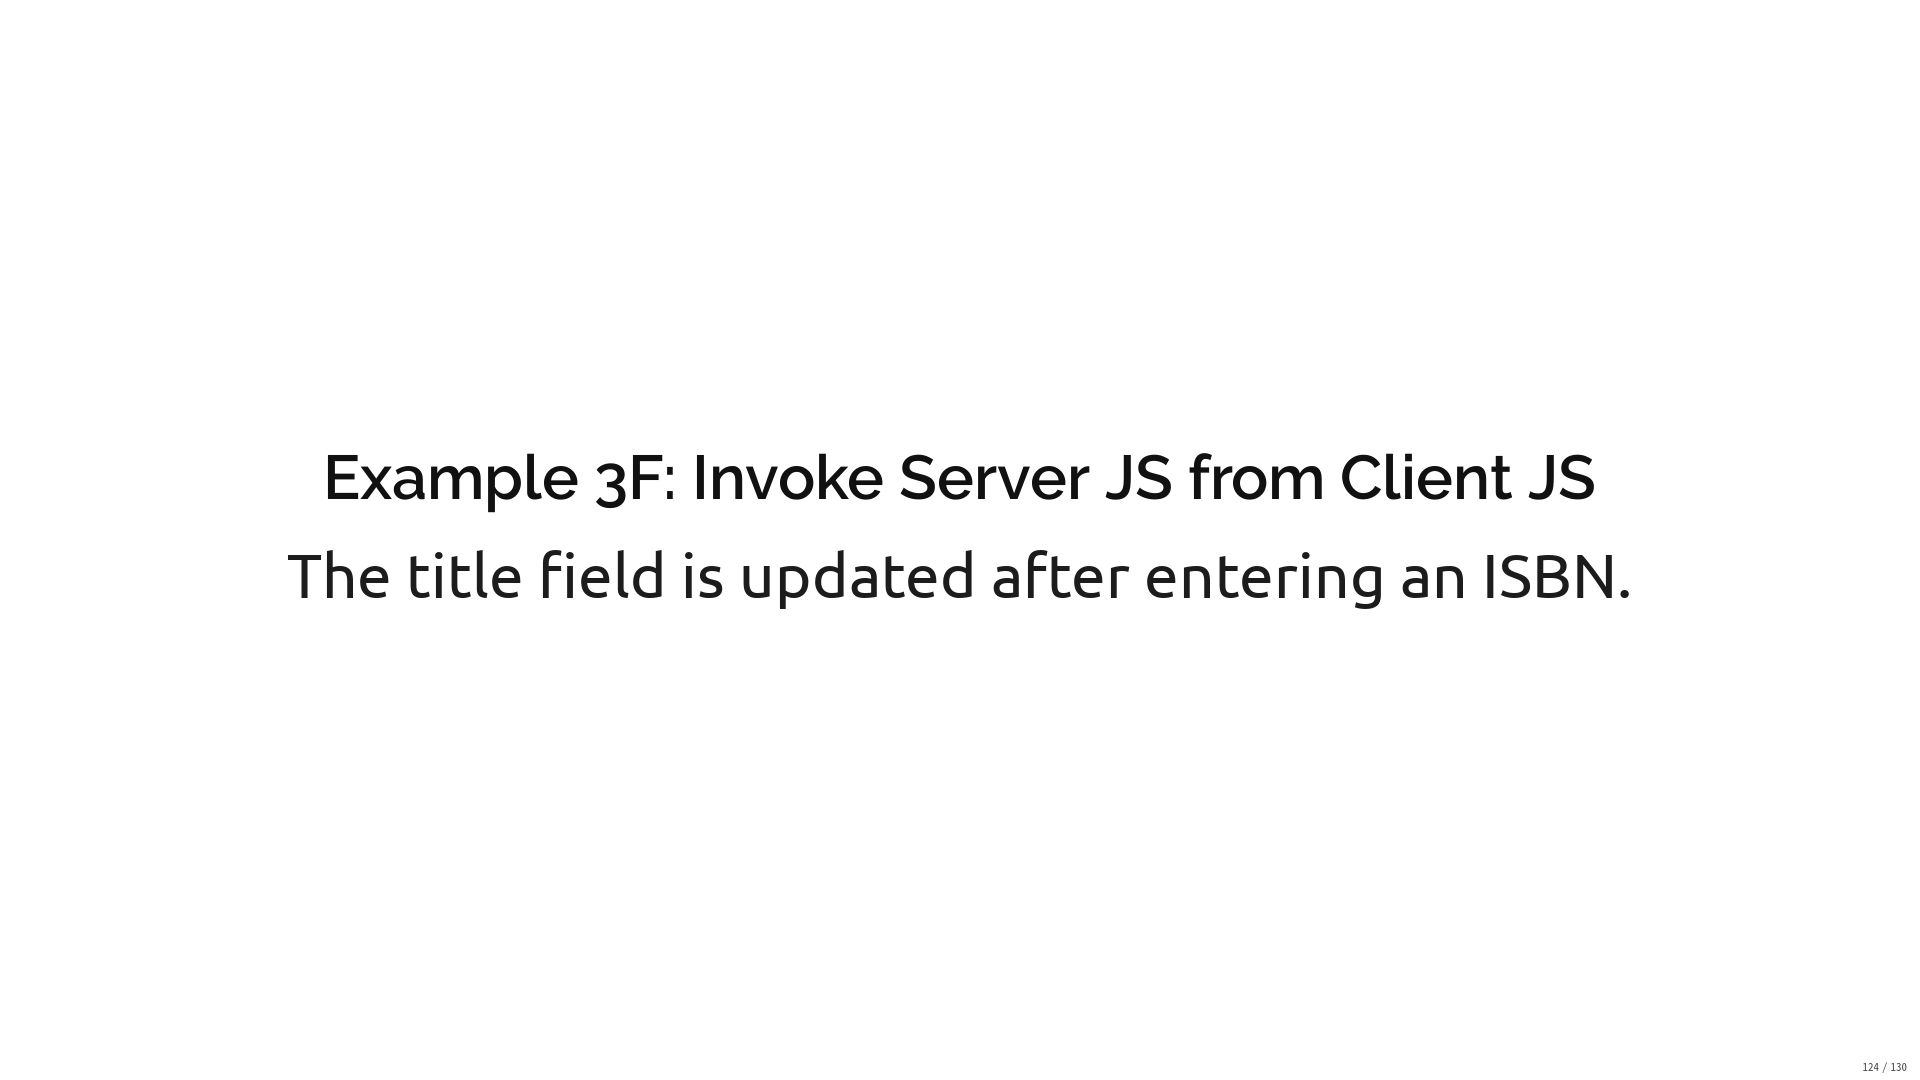 Example 3F: Invoke Server JS from Client JS
The title field is updated after entering an ISBN.
124 / 130